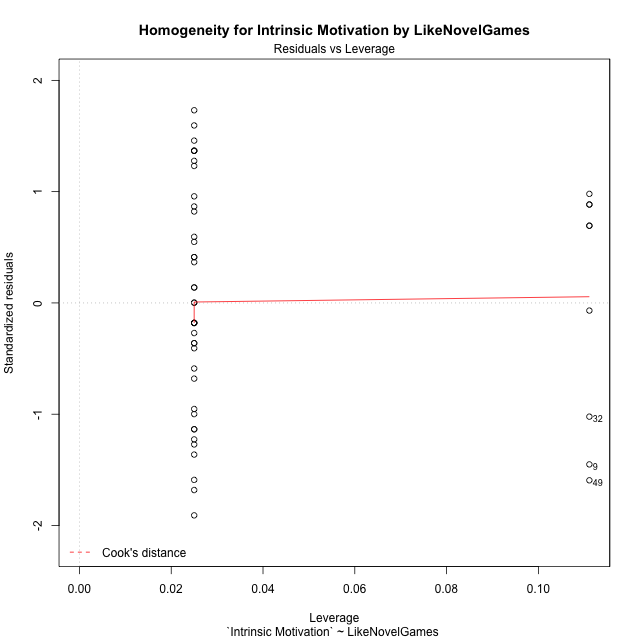 Homogeneity for Intrinsic Motivation by LikeNovelGames
Residuals vs Leverage
Standardized residuals
2
1
0
-1
-2
32
9
49
Cook's distance
0.00 0.02 0.04 0.06 0.08 0.10
Leverage
`Intrinsic Motivation` ~ LikeNovelGames